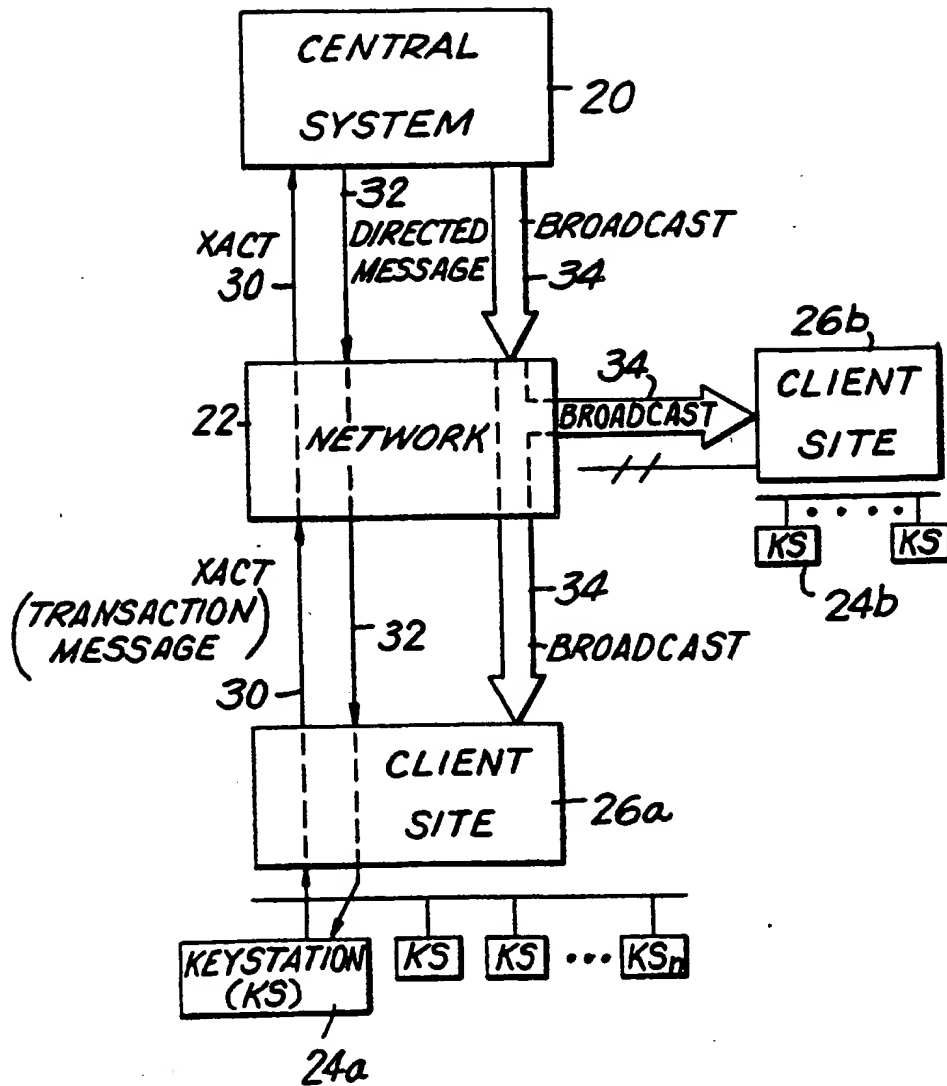 CENTRAL
SYSTEM
20
32
XACT
30
DIRECTED
MESSAGE
BROADCAST
34
26b
CLIENT
SITE
34
BROADCAST
22
NETWORK
KS
KS
24b
XACT
(TRANSACTION
MESSAGE)
30
32
34
BROADCAST
CLIENT
SITE
26a
KEYSTATION
(KS)
KS
KS
KSn
24a